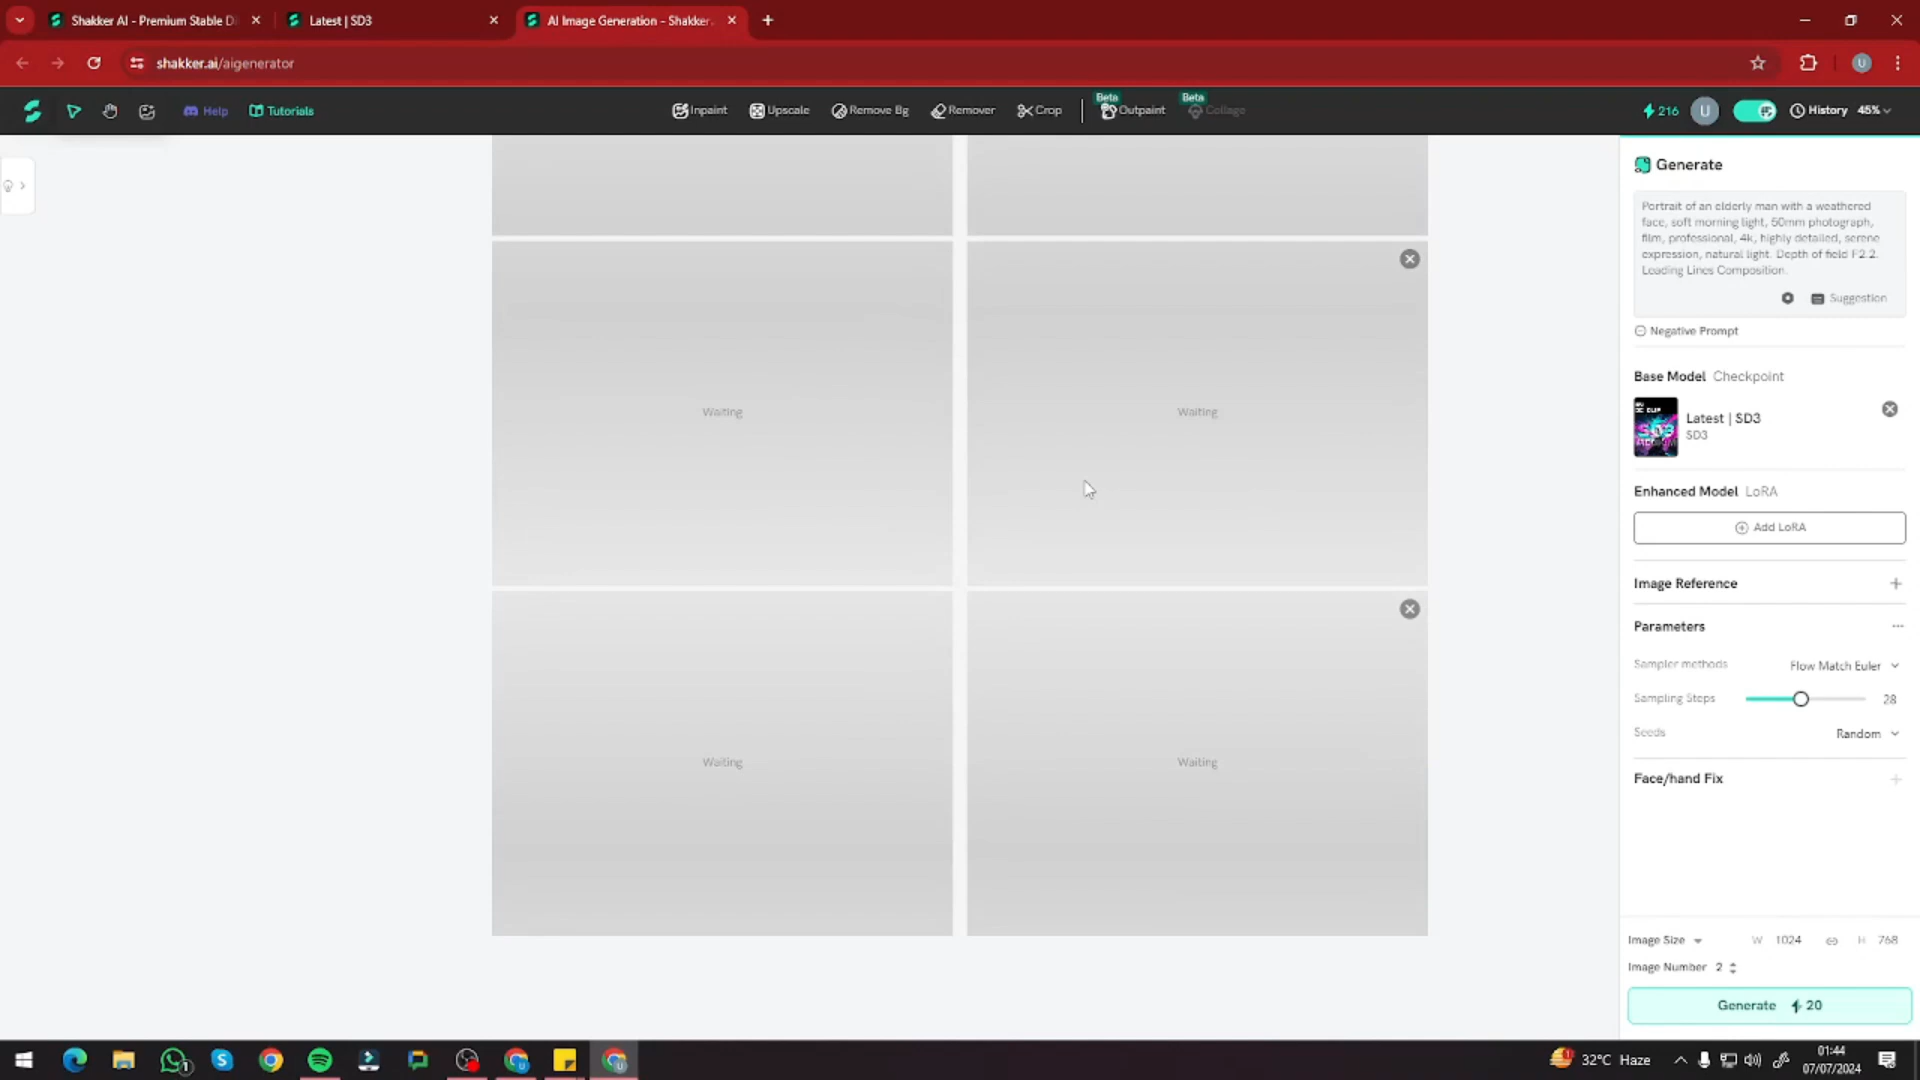 Shakker AI - Premium Stable D
Latest | SD3
AI Image Generation - Shakker
shakker.ai/aigenerator
U
Help
Tutorials
Inpaint
Upscale
Remove Bg
Remover
Crop
Beta
Outpaint
Beta
Collage
216
U
History
45%
Generate
Portrait of an elderly man with a weathered
face, soft morning light, 50mm photograph,
film, professional, 4k, highly detailed, serene
expression, natural light. Depth of field F2.2.
Leading Lines Composition.
Suggestion
Negative Prompt
Base Model Checkpoint
Latest | SD3
SD3
Enhanced Model LoRA
Add LoRA
Image Reference
Parameters
Sampler methods Flow Match Euler
Sampling Steps 28
Seeds Random
Face/hand Fix
Waiting
Waiting
Waiting
Waiting
Image Size W 1024 H 768
Image Number 2
Generate 20
32°C Haze
01:44
07/07/2024